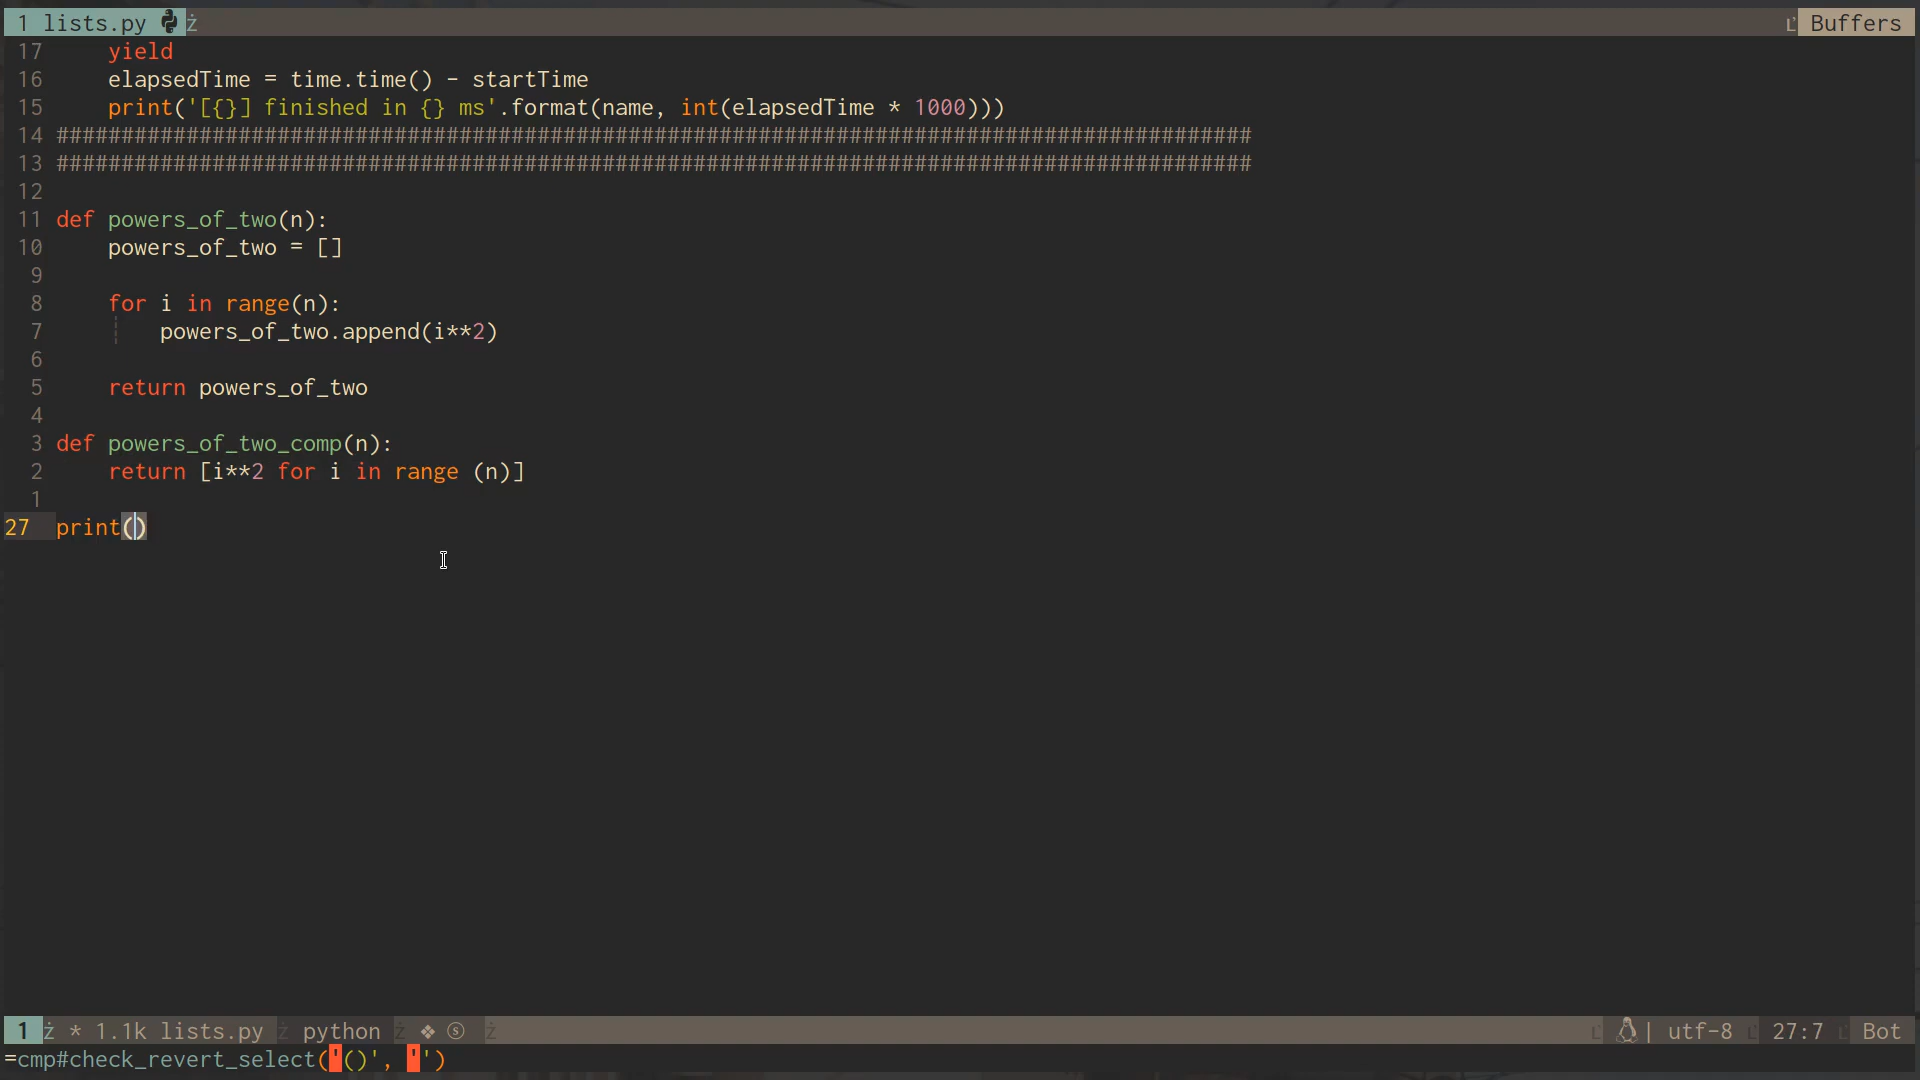 1 lists.py ż Ľ Buffers
17     yield
16     elapsedTime = time.time() - startTime
15     print('[{}] finished in {} ms'.format(name, int(elapsedTime * 1000)))
14 ############################################################################################
13 ############################################################################################
12
11 def powers_of_two(n):
10     powers_of_two = []
9
8     for i in range(n):
7         powers_of_two.append(i**2)
6
5     return powers_of_two
4
3 def powers_of_two_comp(n):
2     return [i**2 for i in range (n)]
1
27 print()
1 ż * 1.1k lists.py ż python ż ❖ ⓢ ż Ľ | utf-8 Ľ 27:7 Ľ Bot
=cmp#check_revert_select('()', '')